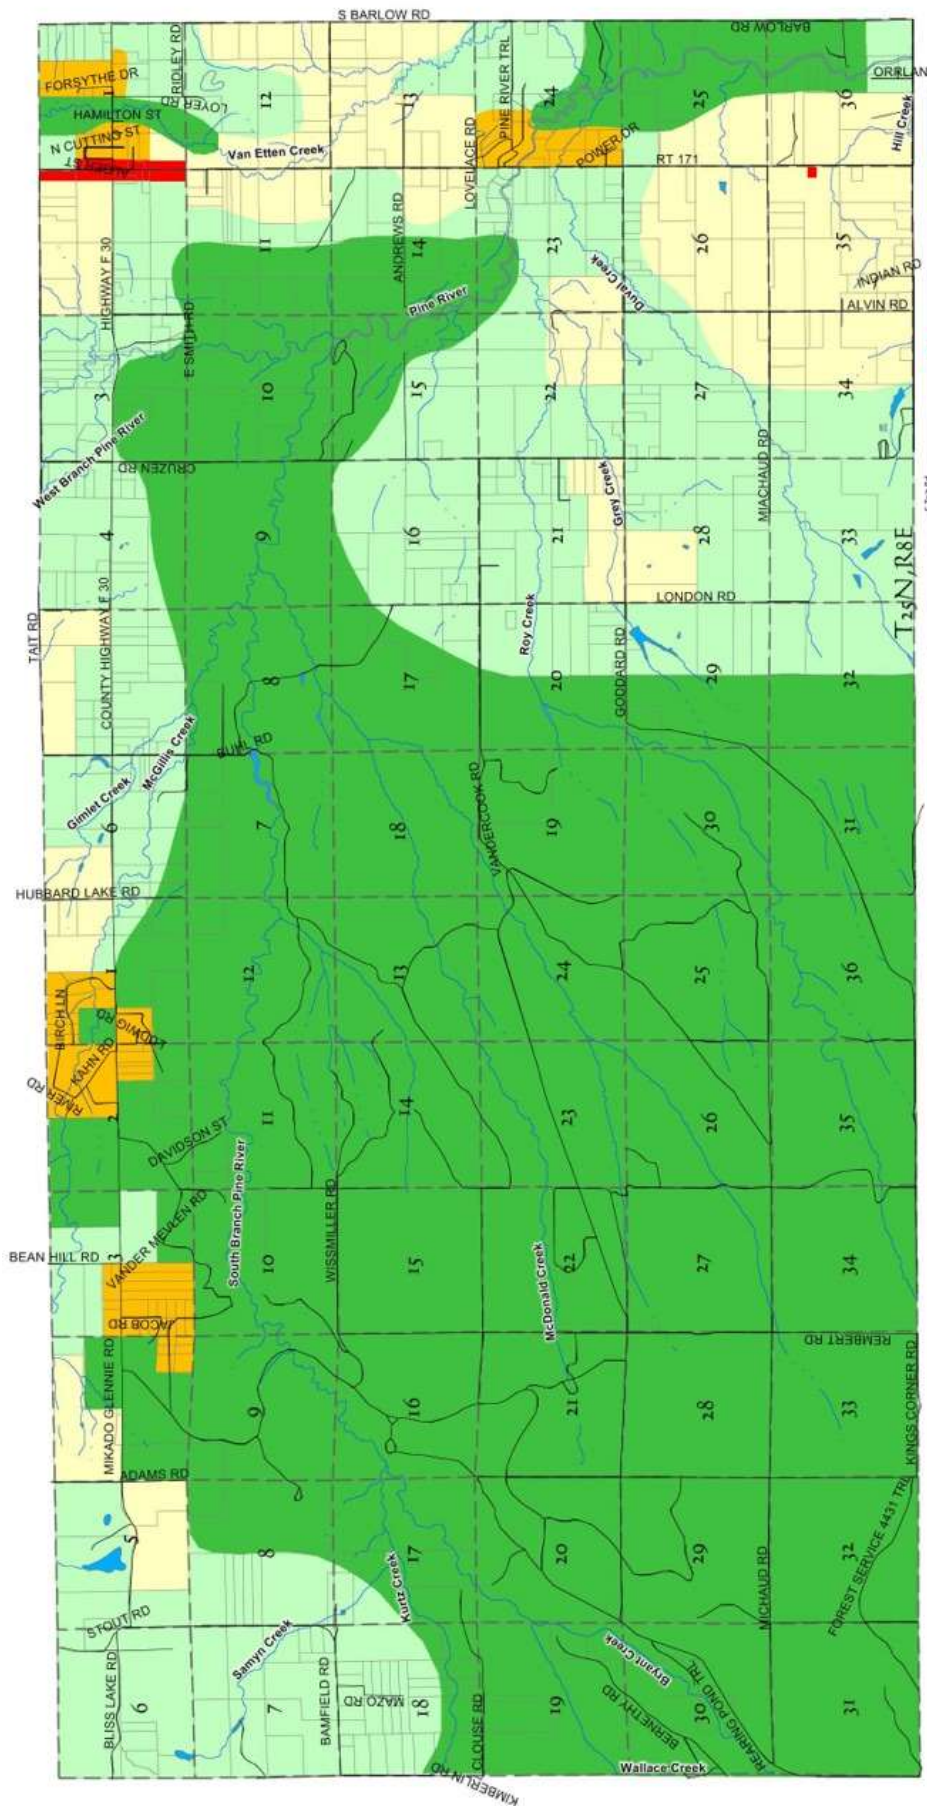 S BARLOW RD
FORSYTHE DR
RIDLEY RD
LOYER RD
HAMILTON ST
N CUTTING ST
Van Etten Creek
LOVELACE RD
PINE RIVER TRL
BARLOW RD
POWER DR
RT 171
Hill Creek
1
12
13
24
25
36
HIGHWAY F 30
E SMITH RD
ANDREWS RD
Pine River
Duval Creek
INDIAN RD
ALVIN RD
11
14
23
26
35
3
10
15
22
27
34
West Branch Pine River
CRUZEN RD
Grey Creek
MIACHAUD RD
4
9
16
21
28
33
T25N,R8E
TAIT RD
COUNTY HIGHWAY F 30
Roy Creek
LONDON RD
GODDARD RD
8
17
20
29
32
BUHL RD
McGillis Creek
Gimlet Creek
VANDERCOOK RD
6
7
18
19
30
31
HUBBARD LAKE RD
1
12
13
24
25
36
BIRCH LN
LUDWIG RD
KAHN RD
RIVER RD
2
11
14
23
26
35
DAVIDSON ST
South Branch Pine River
VANDER MEULEN RD
BEAN HILL RD
WISSMILLER RD
McDonald Creek
3
10
15
22
27
34
JACOB RD
REMBERT RD
MIKADO GLENNIE RD
KINGS CORNER RD
9
16
21
28
33
ADAMS RD
5
8
17
20
29
32
Kurtz Creek
MICHAUD RD
FOREST SERVICE 4431 TRL
STOUT RD
Samyn Creek
Bryant Creek
BLISS LAKE RD
BAMFIELD RD
MAZO RD
CLOUSE RD
BERNETHY RD
REARING POND TRL
6
7
18
19
30
31
KIMBERLIN RD
Wallace Creek